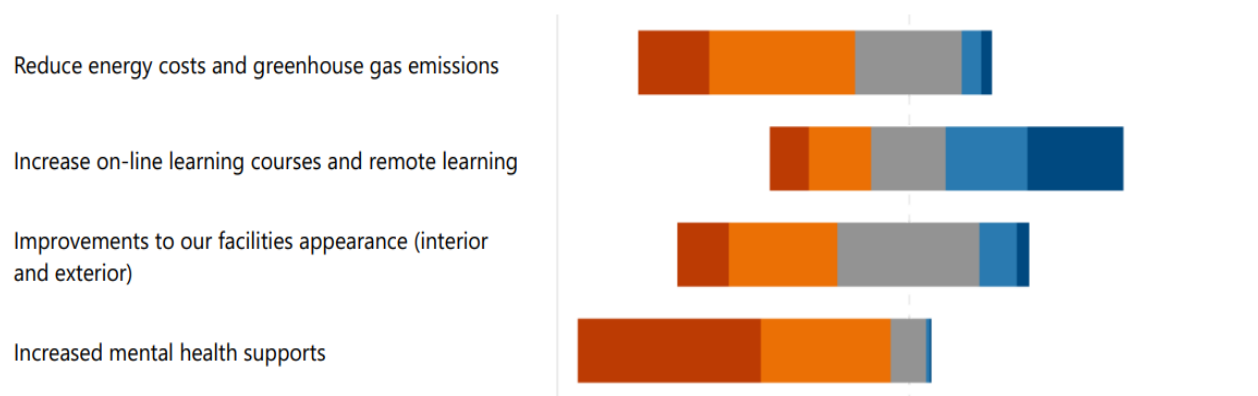 Reduce energy costs and greenhouse gas emissions
Increase on-line learning courses and remote learning
Improvements to our facilities appearance (interior
and exterior)
Increased mental health supports